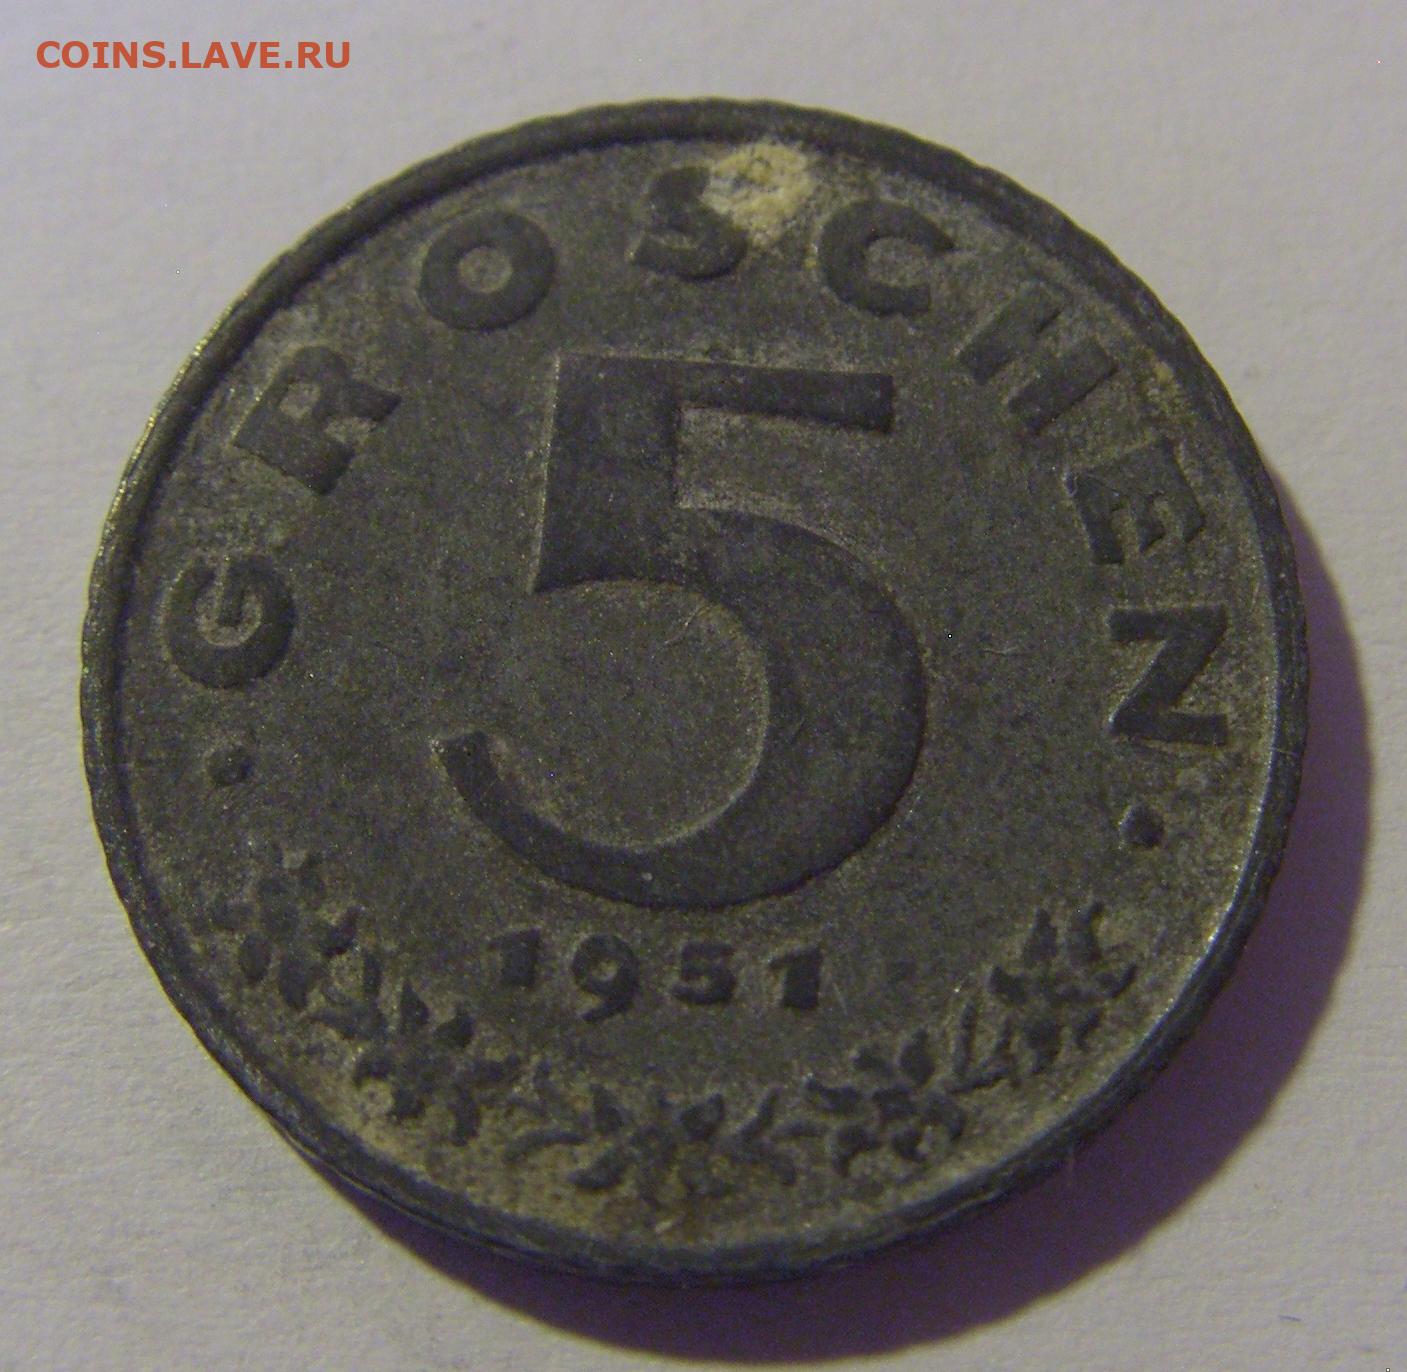 COINS.LAVE.RU
· GROSCHEN ·
5
1951